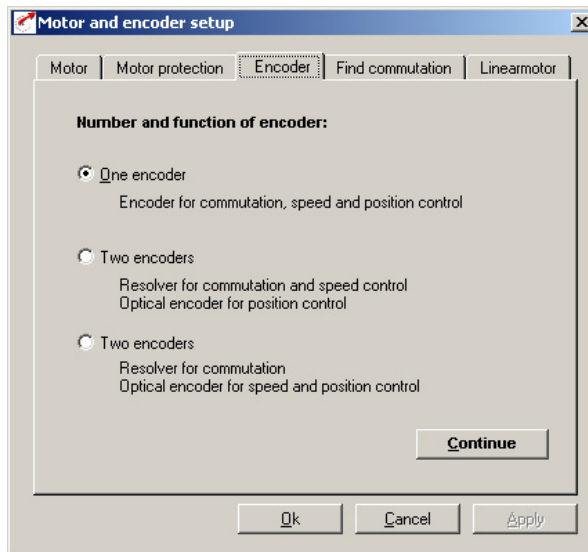 Motor and encoder setup
Motor
Motor protection
Encoder
Find commutation
Linearmotor
Number and function of encoder:
One encoder
Encoder for commutation, speed and position control
Two encoders
Resolver for commutation and speed control
Optical encoder for position control
Two encoders
Resolver for commutation
Optical encoder for speed and position control
Continue
Ok
Cancel
Apply